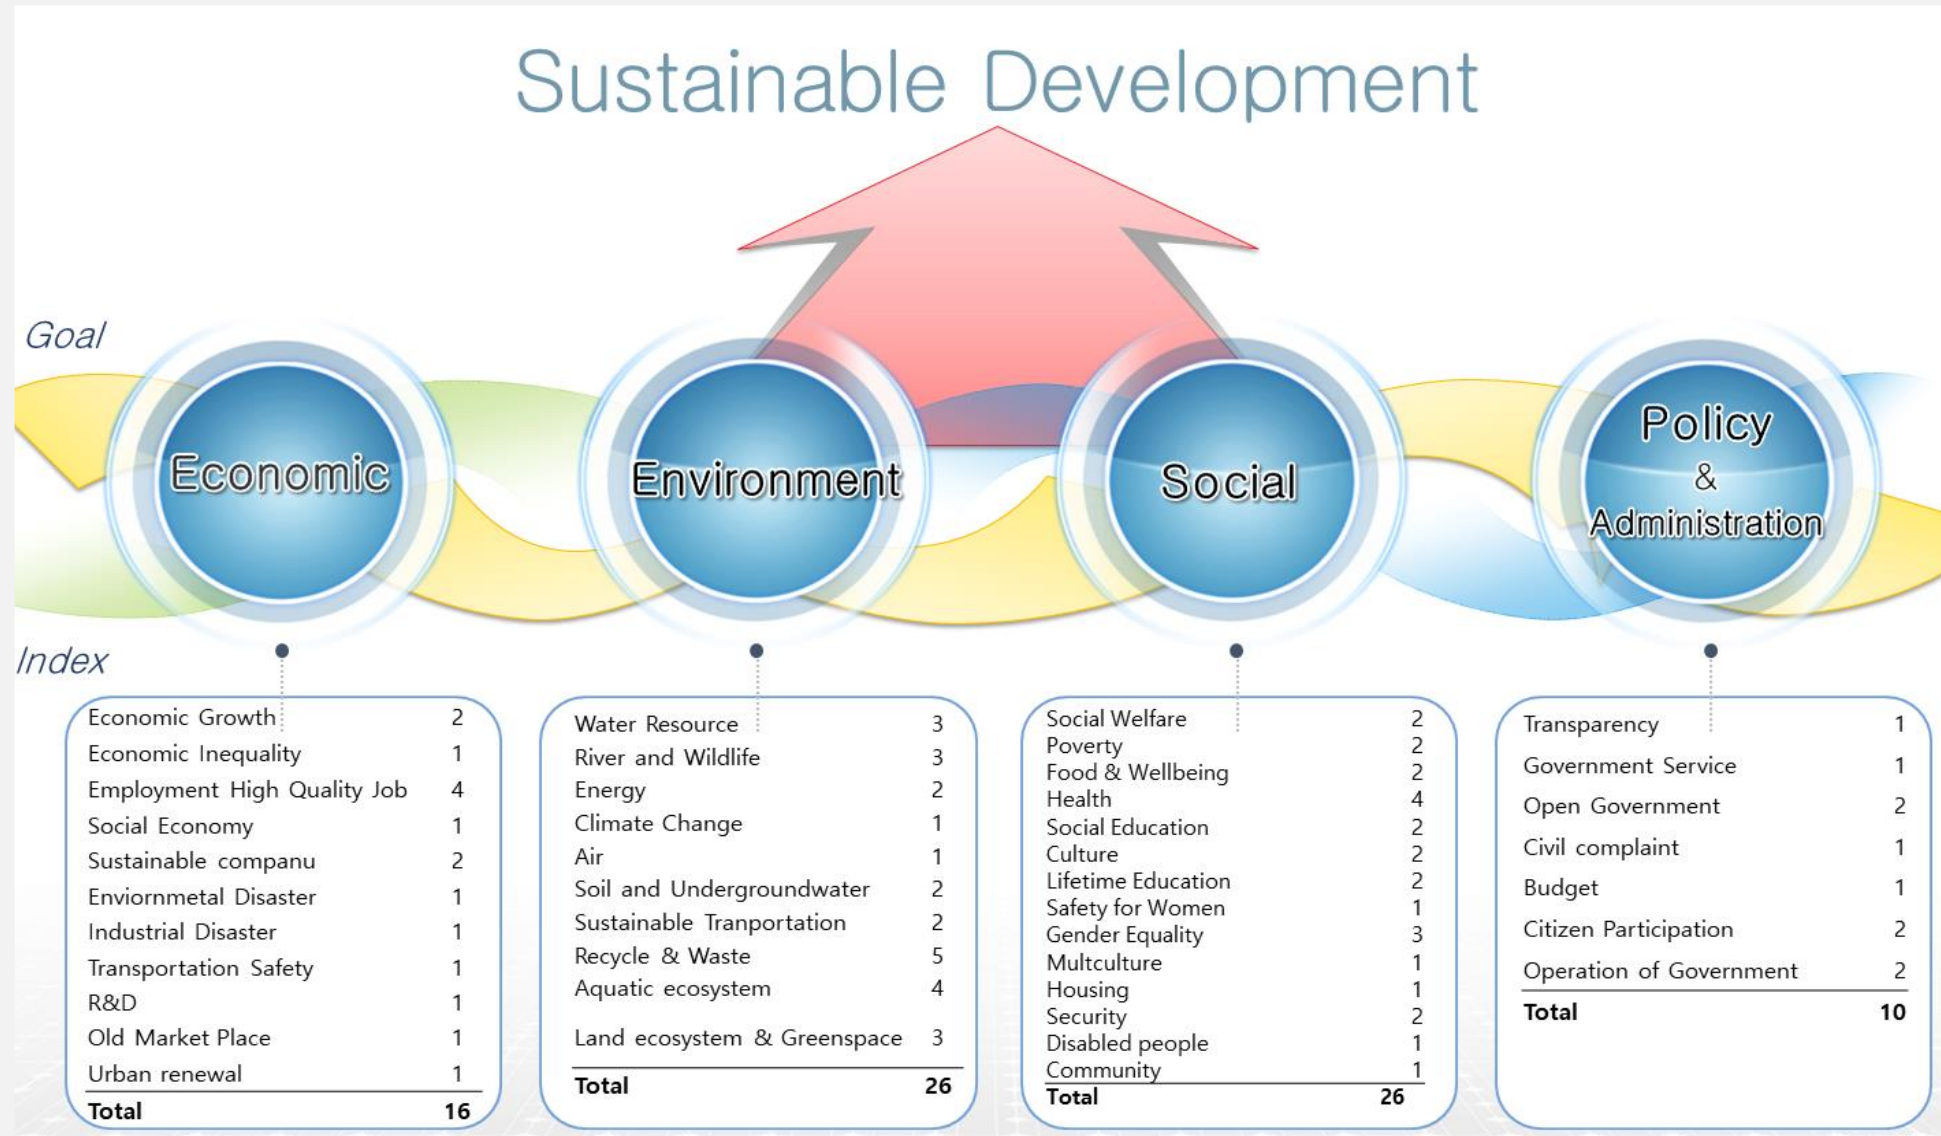 Sustainable Development
Goal
Economic
Environment
Social
Policy
&
Administration
Index
Economic Growth 2
Economic Inequality 1
Employment High Quality Job 4
Social Economy 1
Sustainable companu 2
Enviornmetal Disaster 1
Industrial Disaster 1
Transportation Safety 1
R&D 1
Old Market Place 1
Urban renewal 1
Total 16
Water Resource 3
River and Wildlife 3
Energy 2
Climate Change 1
Air 1
Soil and Undergroundwater 2
Sustainable Tranportation 2
Recycle & Waste 5
Aquatic ecosystem 4
Land ecosystem & Greenspace 3
Total 26
Social Welfare 2
Poverty 2
Food & Wellbeing 2
Health 4
Social Education 2
Culture 2
Lifetime Education 2
Safety for Women 1
Gender Equality 3
Multculture 1
Housing 1
Security 2
Disabled people 1
Community 1
Total 26
Transparency 1
Government Service 1
Open Government 2
Civil complaint 1
Budget 1
Citizen Participation 2
Operation of Government 2
Total 10